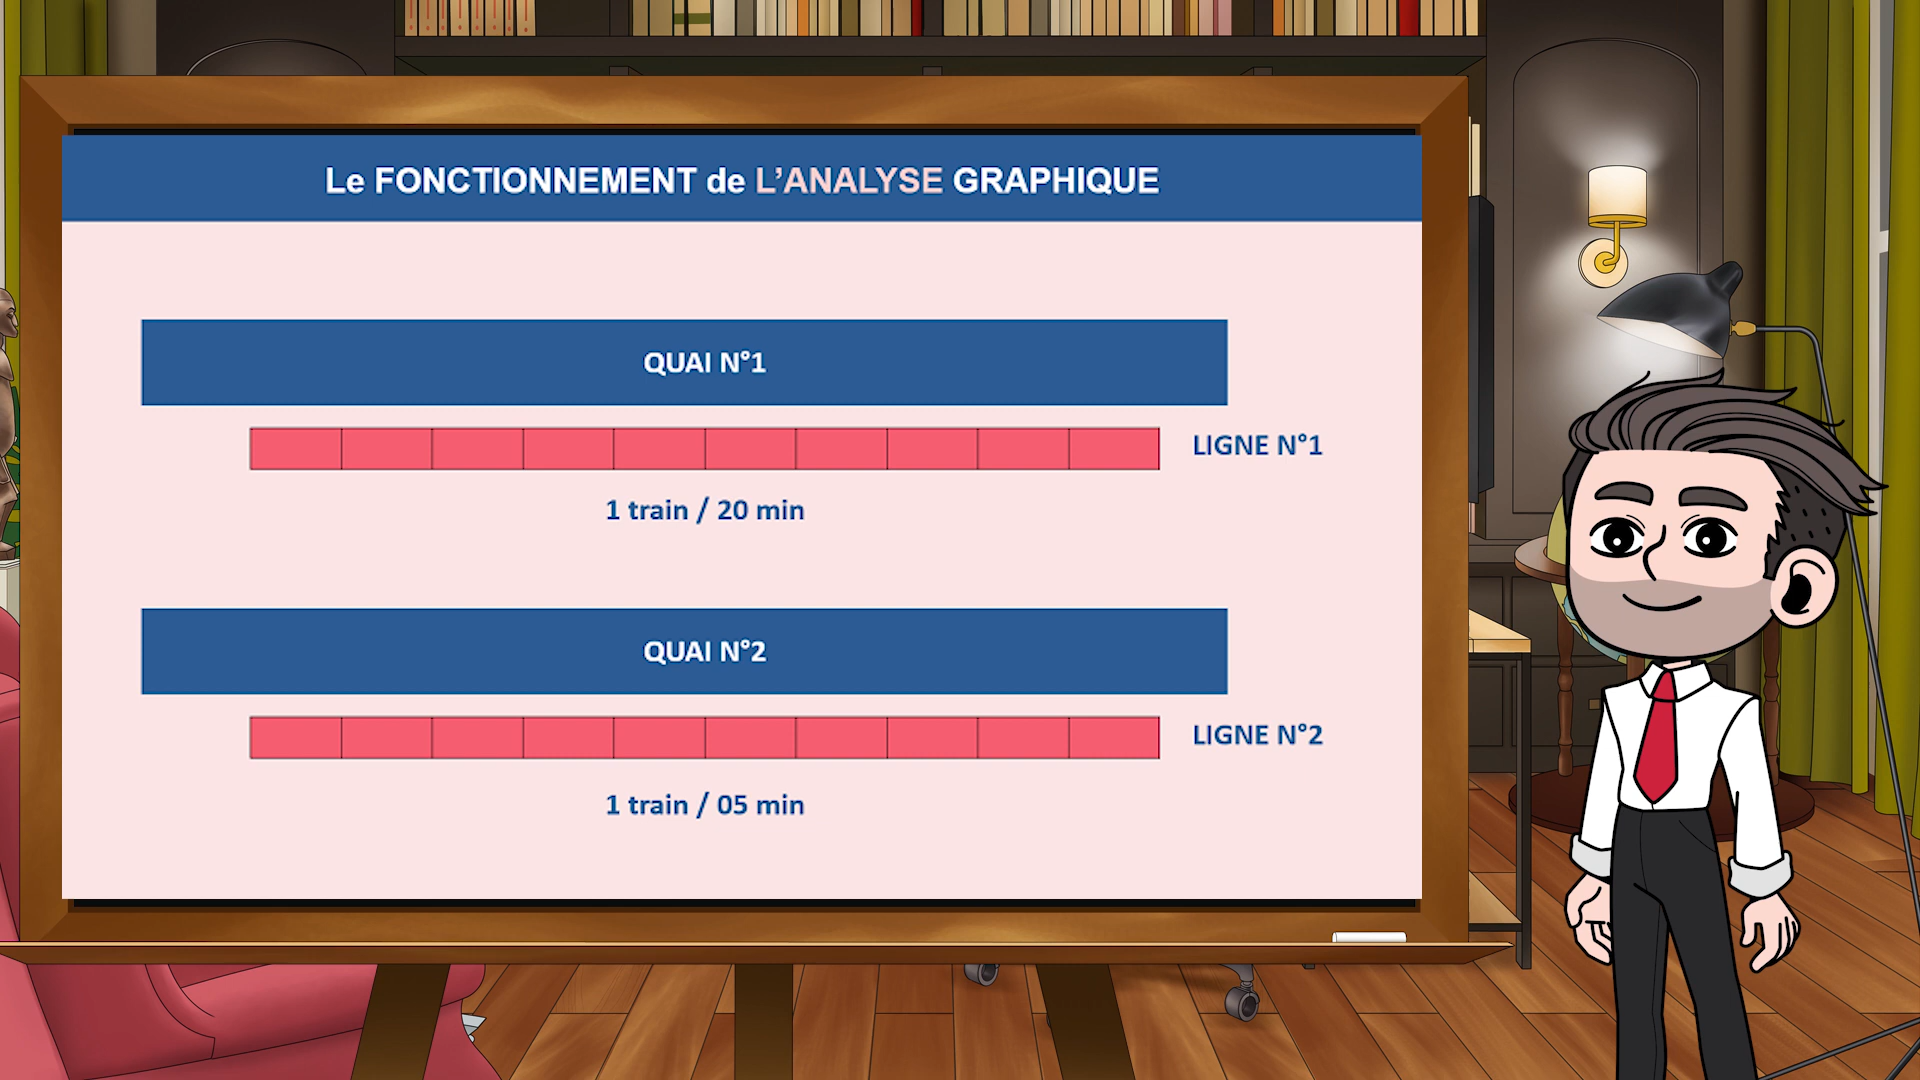 Le FONCTIONNEMENT de L’ANALYSE GRAPHIQUE
QUAI N°1
LIGNE N°1
1 train / 20 min
QUAI N°2
LIGNE N°2
1 train / 05 min